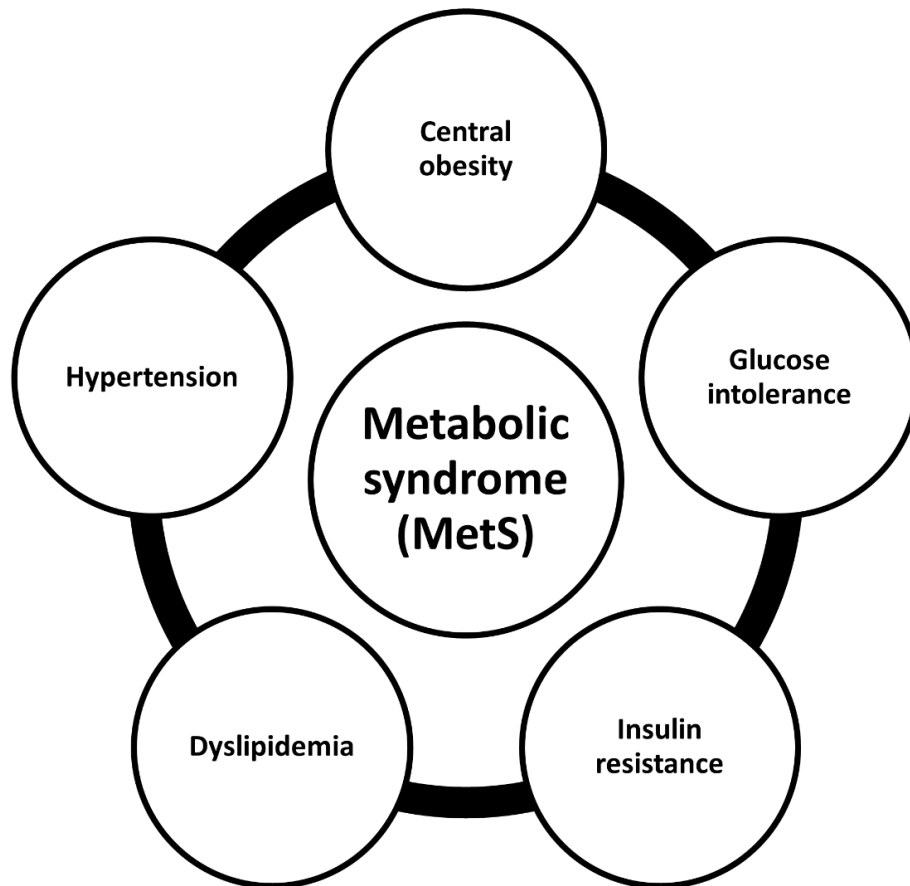 Central
obesity
Hypertension
Glucose
intolerance
Metabolic
syndrome
(MetS)
Dyslipidemia
Insulin
resistance